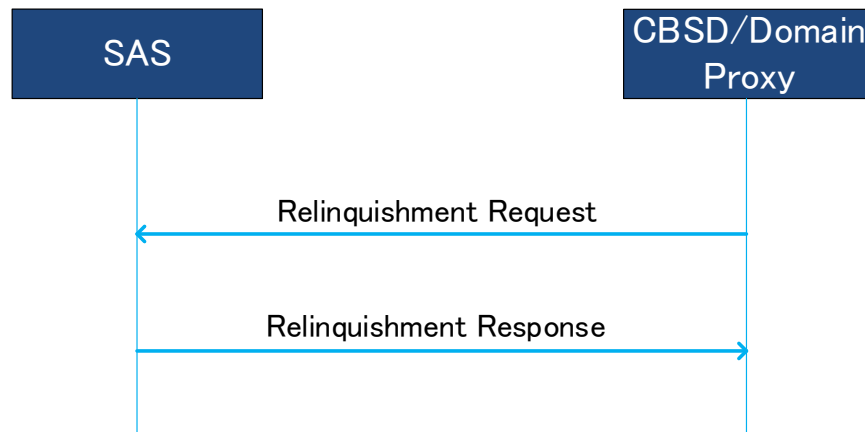 SAS
CBSD/Domain
Proxy
Relinquishment Request
Relinquishment Response